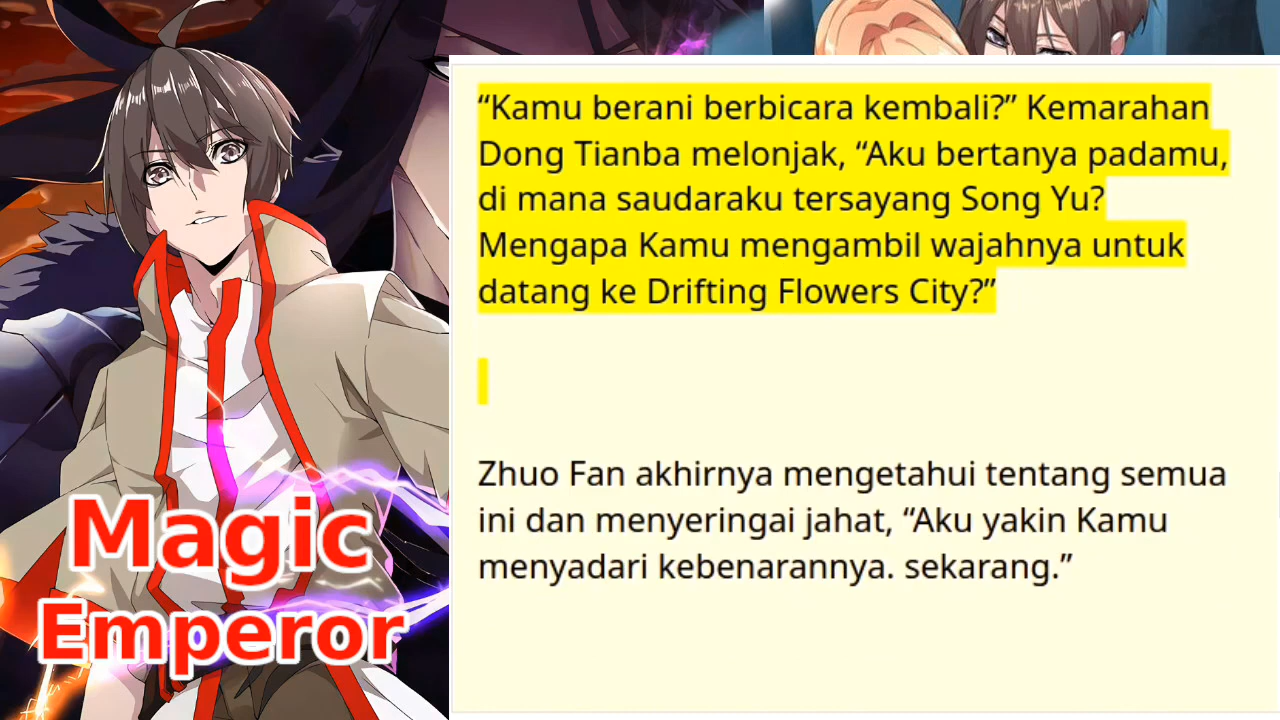 Magic
Emperor
“Kamu berani berbicara kembali?” Kemarahan
Dong Tianba melonjak, “Aku bertanya padamu,
di mana saudaraku tersayang Song Yu?
Mengapa Kamu mengambil wajahnya untuk
datang ke Drifting Flowers City?”
Zhuo Fan akhirnya mengetahui tentang semua
ini dan menyeringai jahat, “Aku yakin Kamu
menyadari kebenarannya. sekarang.”